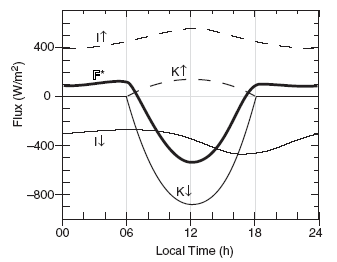 I↑
400
𝔽*
K↑
0
Flux (W/m²)
-400
I↓
-800
K↓
00 06 12 18 24
Local Time (h)